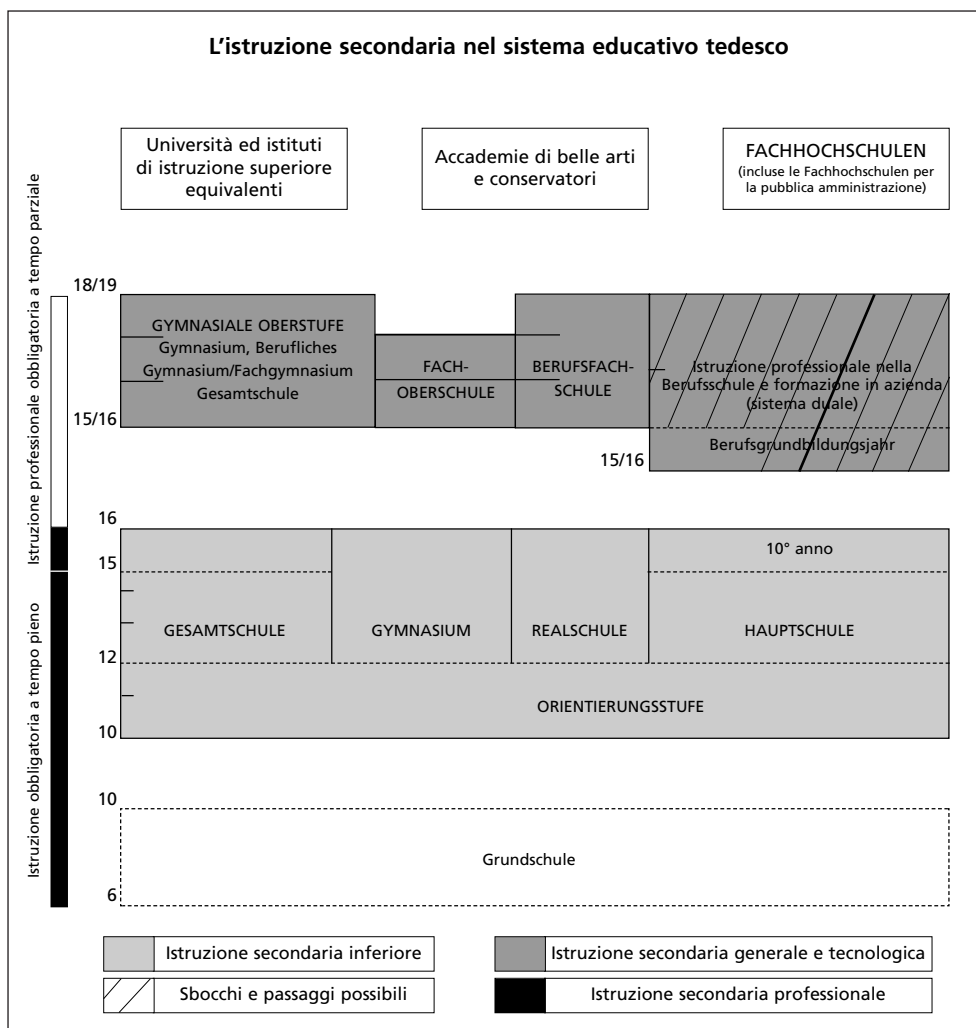 L'istruzione secondaria nel sistema educativo tedesco
Università ed istituti
di istruzione superiore
equivalenti
Accademie di belle arti
e conservatori
FACHHOCHSCHULEN
(incluse le Fachhochschulen per
la pubblica amministrazione)
Istruzione professionale obbligatoria a tempo parziale
18/19
GYMNASIALE OBERSTUFE
Gymnasium, Berufliches
Gymnasium/Fachgymnasium
Gesamtschule
FACH-
OBERSCHULE
BERUFSFACH-
SCHULE
Istruzione professionale nella
Berufsschule e formazione in azienda
(sistema duale)
15/16
Berufsgrundbildungsjahr
15/16
Istruzione obbligatoria a tempo pieno
16
10° anno
15
GESAMTSCHULE
GYMNASIUM
REALSCHULE
HAUPTSCHULE
12
ORIENTIERUNGSSTUFE
10
10
Grundschule
6
Istruzione secondaria inferiore
Istruzione secondaria generale e tecnologica
Sbocchi e passaggi possibili
Istruzione secondaria professionale